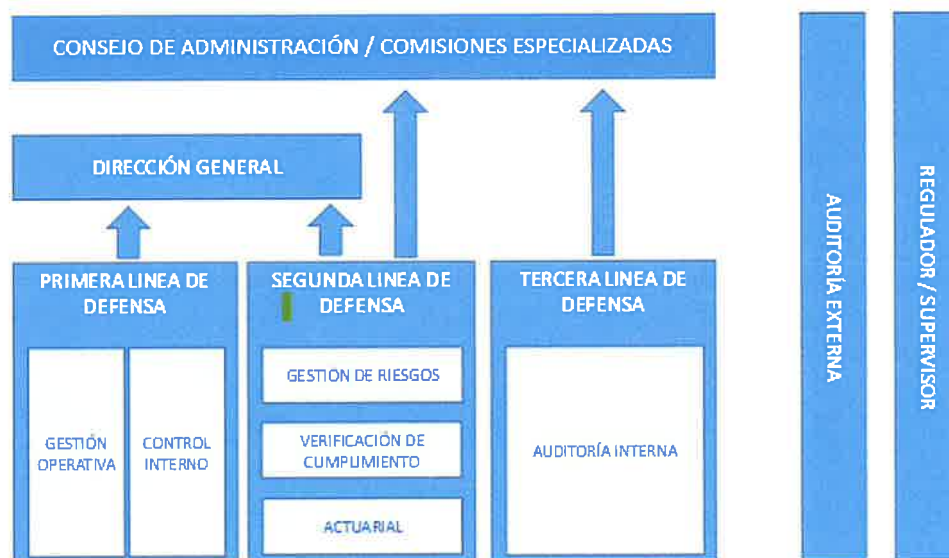 CONSEJO DE ADMINISTRACIÓN / COMISIONES ESPECIALIZADAS
DIRECCIÓN GENERAL
PRIMERA LINEA DE
DEFENSA
GESTIÓN
OPERATIVA
CONTROL
INTERNO
SEGUNDA LINEA DE
DEFENSA
GESTIÓN DE RIESGOS
VERIFICACIÓN DE
CUMPLIMIENTO
ACTUARIAL
TERCERA LINEA DE
DEFENSA
AUDITORÍA INTERNA
AUDITORÍA EXTERNA
REGULADOR / SUPERVISOR